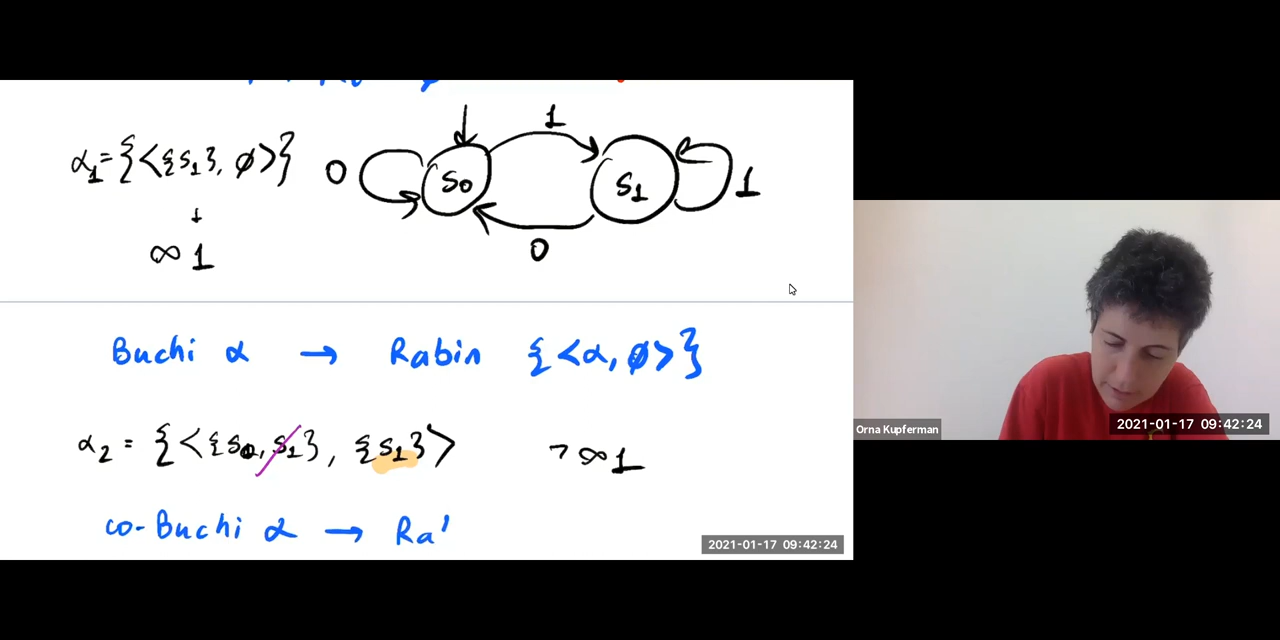 α₁ = {<{s₁}, ø>}
↓
∞ 1
0
s₀
1
s₁
1
0
Buchi α → Rabin {<α, ø>}
α₂ = {<{s₀, s₁}, {s₁}> ¬∞1
co-Buchi α → Ra
Orna Kupferman
2021-01-17 09:42:24
2021-01-17 09:42:24